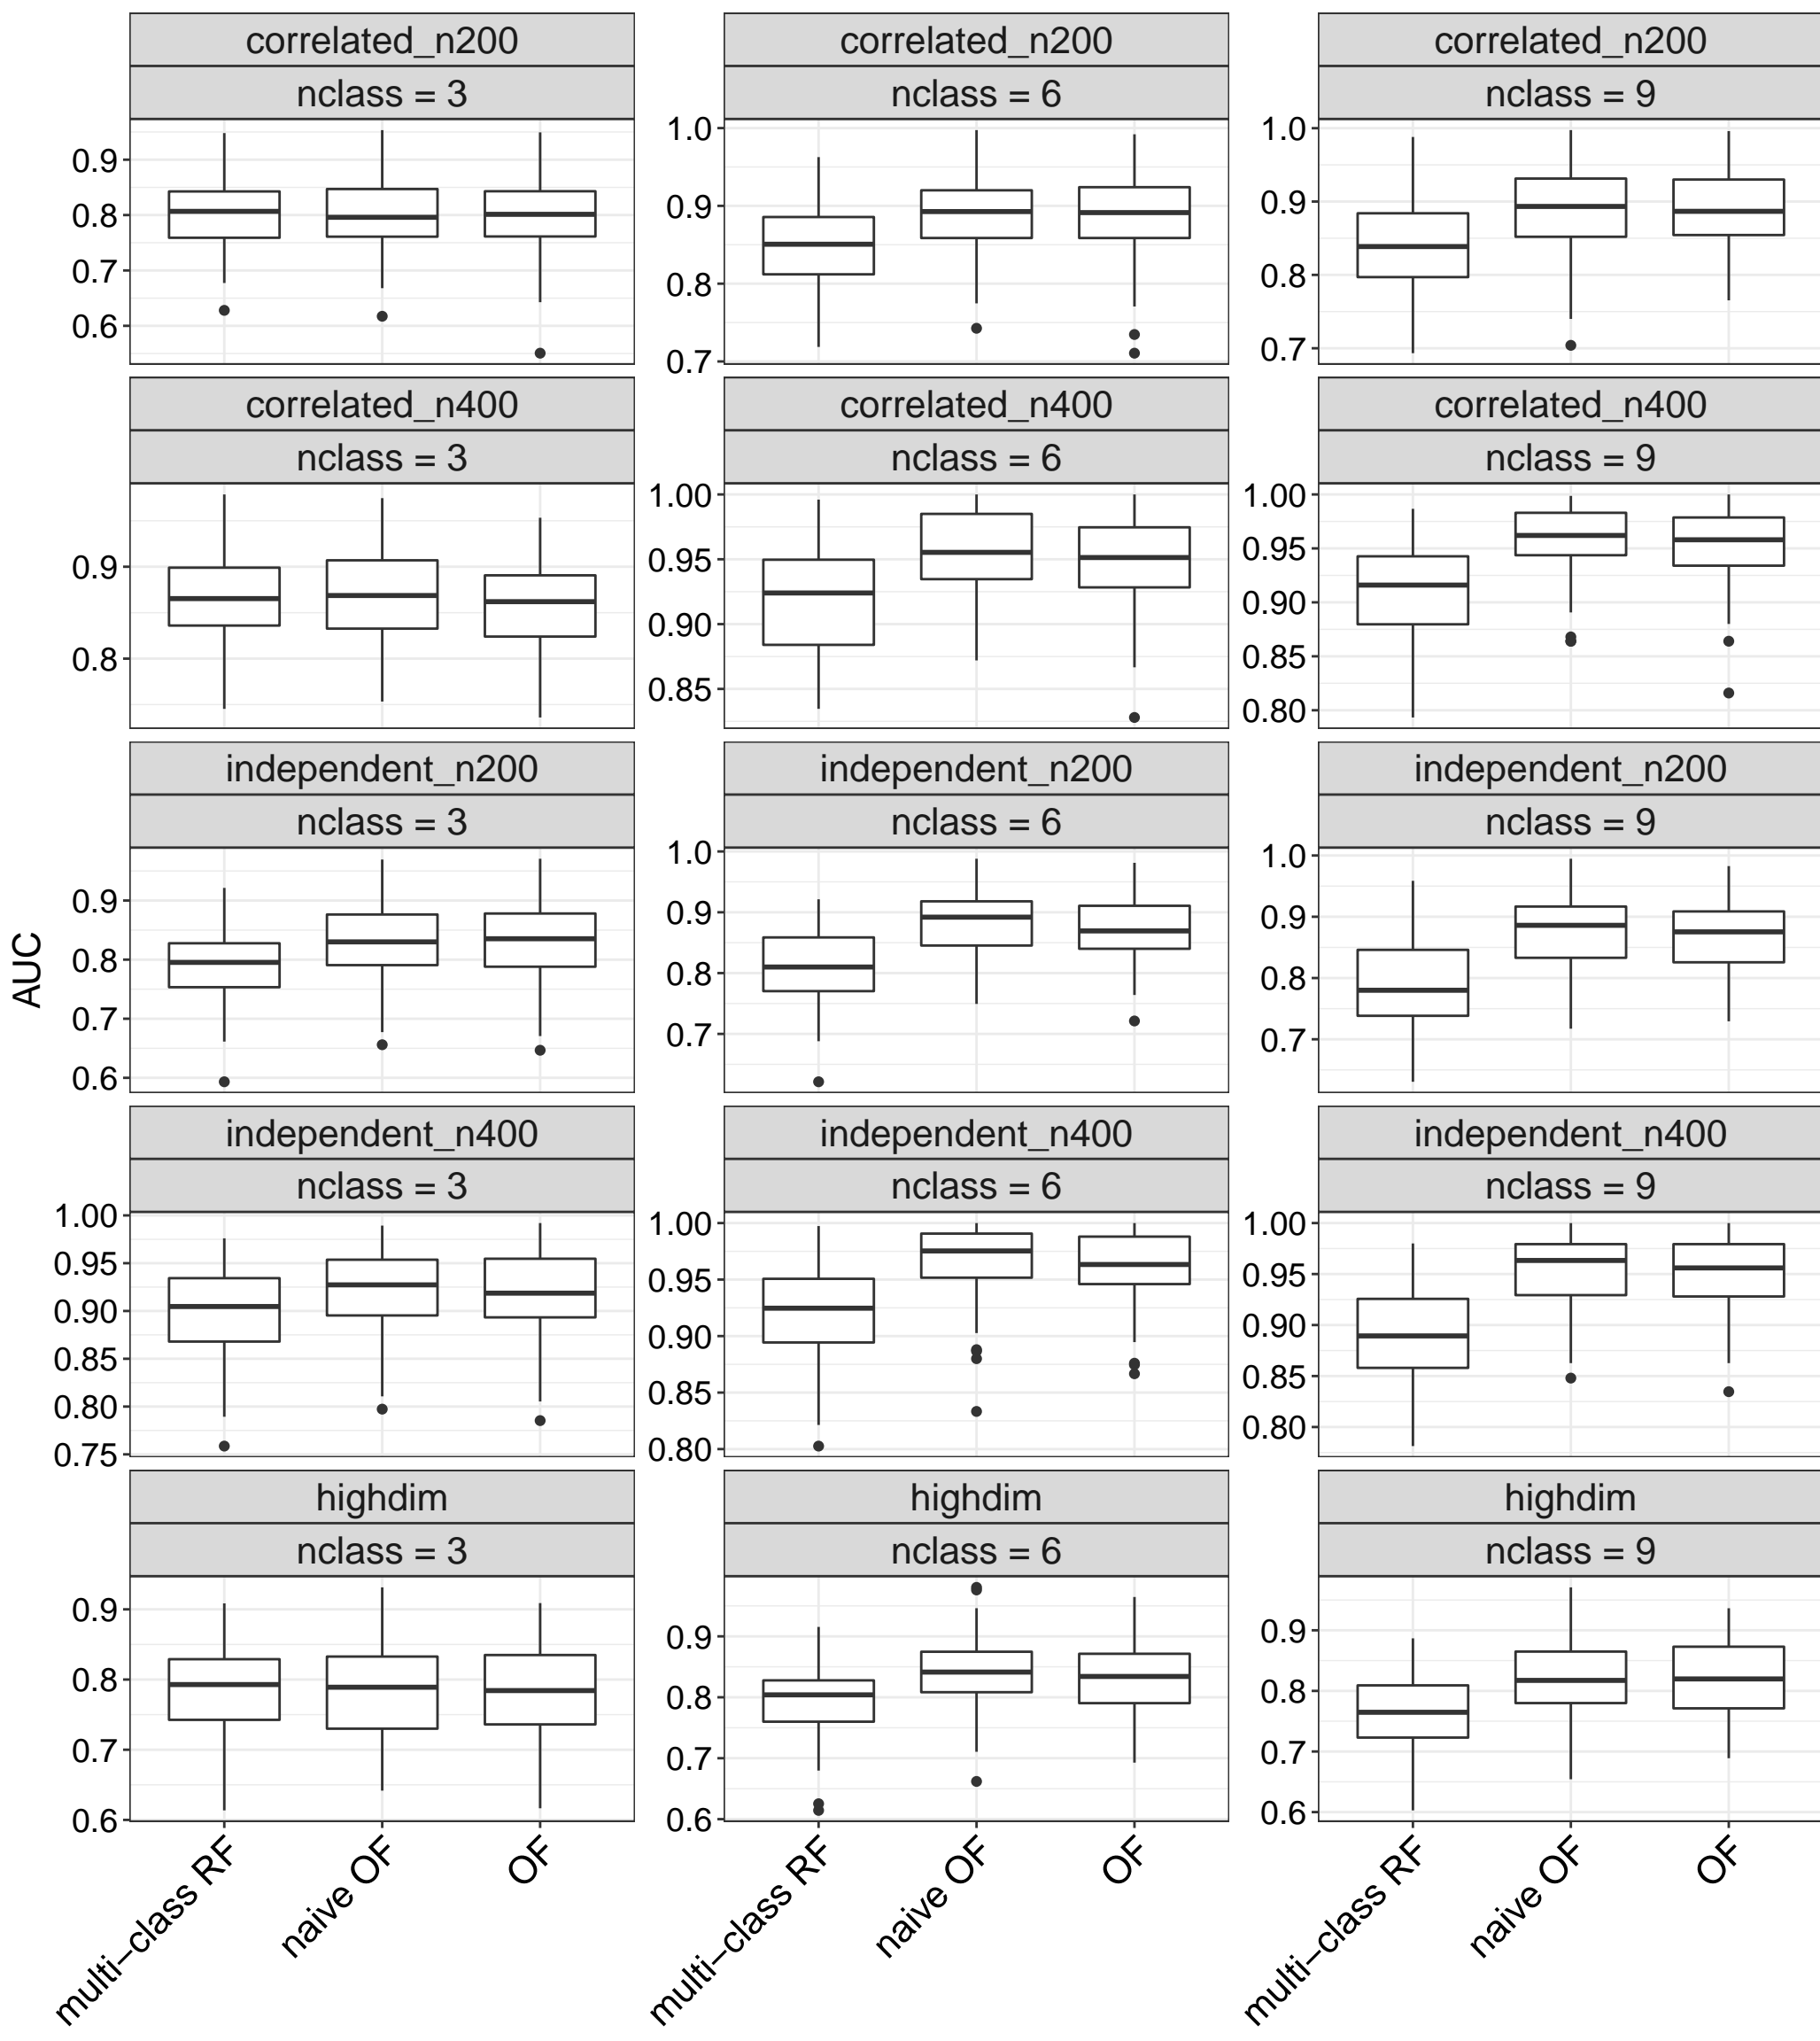 correlated_n200
nclass = 3
0.9
0.8
0.7
0.6
correlated_n200
nclass = 6
1.0
0.9
0.8
0.7
correlated_n200
nclass = 9
1.0
0.9
0.8
0.7
correlated_n400
nclass = 3
0.9
0.8
correlated_n400
nclass = 6
1.00
0.95
0.90
0.85
correlated_n400
nclass = 9
1.00
0.95
0.90
0.85
0.80
AUC
independent_n200
nclass = 3
0.9
0.8
0.7
0.6
independent_n200
nclass = 6
1.0
0.9
0.8
0.7
independent_n200
nclass = 9
1.0
0.9
0.8
0.7
independent_n400
nclass = 3
1.00
0.95
0.90
0.85
0.80
0.75
independent_n400
nclass = 6
1.00
0.95
0.90
0.85
0.80
independent_n400
nclass = 9
1.00
0.95
0.90
0.85
0.80
highdim
nclass = 3
0.9
0.8
0.7
0.6
highdim
nclass = 6
0.9
0.8
0.7
0.6
highdim
nclass = 9
0.9
0.8
0.7
0.6
multi−class RF
naive OF
OF
multi−class RF
naive OF
OF
multi−class RF
naive OF
OF